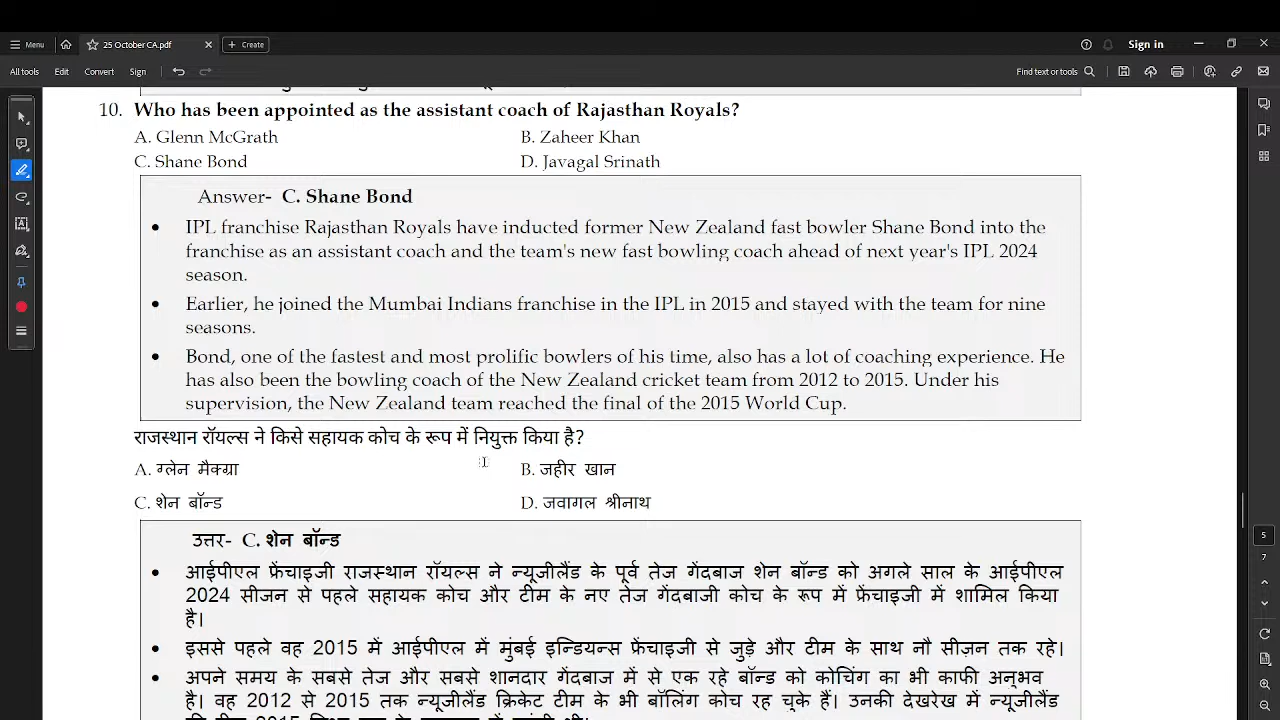 Menu
25 October CA.pdf
Create
Sign in
All tools Edit Convert Sign
Find text or tools
10. Who has been appointed as the assistant coach of Rajasthan Royals?
A. Glenn McGrath B. Zaheer Khan
C. Shane Bond D. Javagal Srinath
Answer- C. Shane Bond
• IPL franchise Rajasthan Royals have inducted former New Zealand fast bowler Shane Bond into the
franchise as an assistant coach and the team's new fast bowling coach ahead of next year's IPL 2024
season.
• Earlier, he joined the Mumbai Indians franchise in the IPL in 2015 and stayed with the team for nine
seasons.
• Bond, one of the fastest and most prolific bowlers of his time, also has a lot of coaching experience. He
has also been the bowling coach of the New Zealand cricket team from 2012 to 2015. Under his
supervision, the New Zealand team reached the final of the 2015 World Cup.
राजस्थान रॉयल्स ने किसे सहायक कोच के रूप में नियुक्त किया है?
A. ग्लेन मैक्ग्रा B. जहीर खान
C. शेन बॉन्ड D. जवागल श्रीनाथ
उत्तर- C. शेन बॉन्ड
• आईपीएल फ्रेंचाइजी राजस्थान रॉयल्स ने न्यूजीलैंड के पूर्व तेज गेंदबाज शेन बॉन्ड को अगले साल के आईपीएल
2024 सीजन से पहले सहायक कोच और टीम के नए तेज गेंदबाजी कोच के रूप में फ्रेंचाइजी में शामिल किया
है।
• इससे पहले वह 2015 में आईपीएल में मुंबई इन्डियन्स फ्रेंचाइजी से जुड़े और टीम के साथ नौ सीज़न तक रहे।
• अपने समय के सबसे तेज और सबसे शानदार गेंदबाज में से एक रहे बॉन्ड को कोचिंग का भी काफी अनुभव
है। वह 2012 से 2015 तक न्यूजीलैंड क्रिकेट टीम के भी बॉलिंग कोच रह चुके हैं। उनकी देखरेख में न्यूजीलैंड
5
7